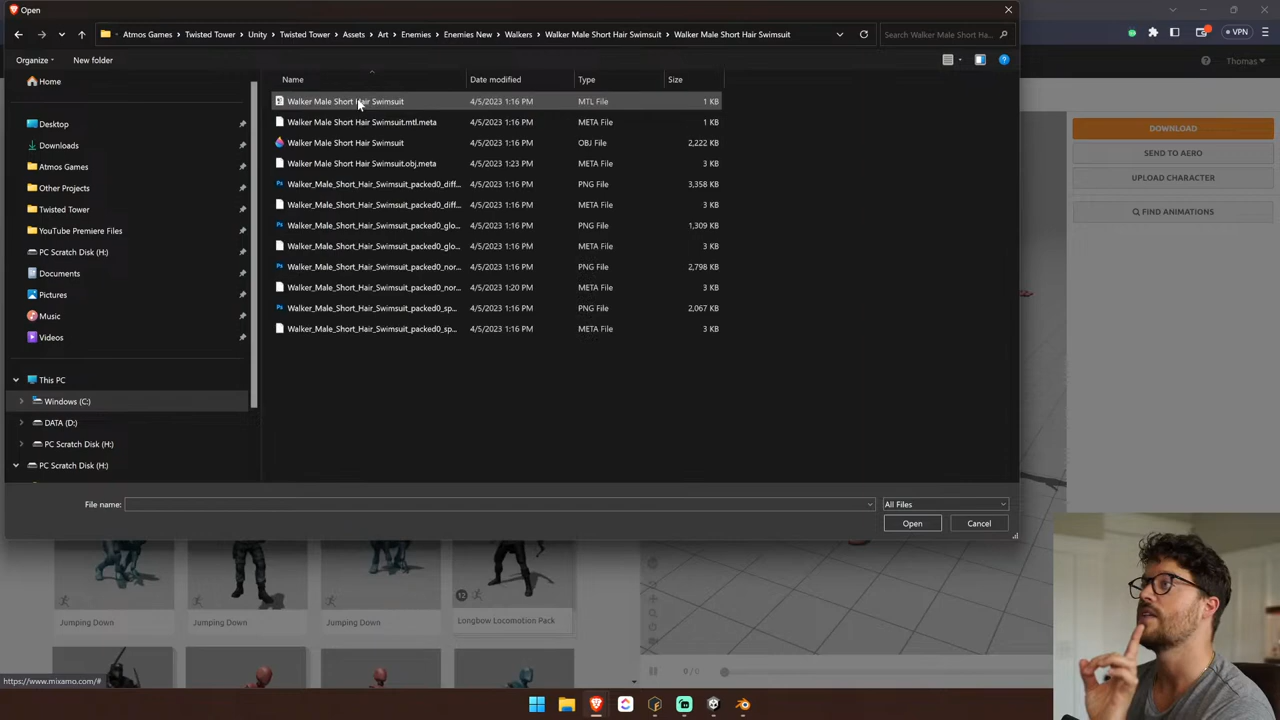 Open
Atmos Games > Twisted Tower > Unity > Twisted Tower > Assets > Art > Enemies > Enemies New > Walkers > Walker Male Short Hair Swimsuit > Walker Male Short Hair Swimsuit
Search Walker Male Short Ha...
VPN
Organize
New folder
Thomas
Home
Desktop
Downloads
Atmos Games
Other Projects
Twisted Tower
YouTube Premiere Files
PC Scratch Disk (H:)
Documents
Pictures
Music
Videos
This PC
Windows (C:)
DATA (D:)
PC Scratch Disk (H:)
PC Scratch Disk (H:)
Name Date modified Type Size
Walker Male Short Hair Swimsuit 4/5/2023 1:16 PM MTL File 1 KB
Walker Male Short Hair Swimsuit.mtl.meta 4/5/2023 1:16 PM META File 1 KB
Walker Male Short Hair Swimsuit 4/5/2023 1:16 PM OBJ File 2,222 KB
Walker Male Short Hair Swimsuit.obj.meta 4/5/2023 1:23 PM META File 3 KB
Walker_Male_Short_Hair_Swimsuit_packed0_diff... 4/5/2023 1:16 PM PNG File 3,358 KB
Walker_Male_Short_Hair_Swimsuit_packed0_diff... 4/5/2023 1:16 PM META File 3 KB
Walker_Male_Short_Hair_Swimsuit_packed0_glo... 4/5/2023 1:16 PM PNG File 1,309 KB
Walker_Male_Short_Hair_Swimsuit_packed0_glo... 4/5/2023 1:16 PM META File 3 KB
Walker_Male_Short_Hair_Swimsuit_packed0_nor... 4/5/2023 1:16 PM PNG File 2,798 KB
Walker_Male_Short_Hair_Swimsuit_packed0_nor... 4/5/2023 1:20 PM META File 3 KB
Walker_Male_Short_Hair_Swimsuit_packed0_sp... 4/5/2023 1:16 PM PNG File 2,067 KB
Walker_Male_Short_Hair_Swimsuit_packed0_sp... 4/5/2023 1:16 PM META File 3 KB
DOWNLOAD
SEND TO AERO
UPLOAD CHARACTER
FIND ANIMATIONS
File name:
All Files
Open
Cancel
12
Jumping Down
Jumping Down
Jumping Down
Longbow Locomotion Pack
0 / 0
https://www.mixamo.com/#